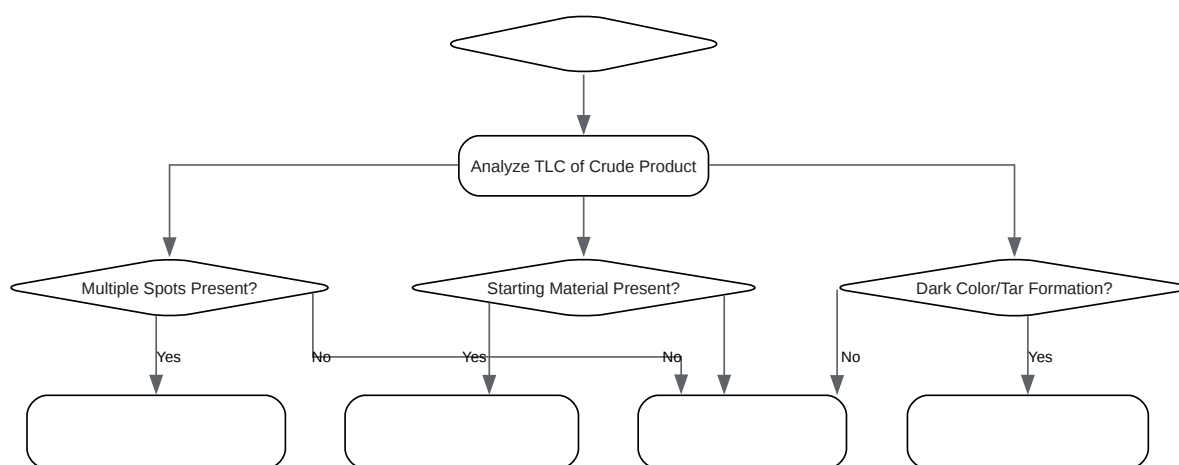 Analyze TLC of Crude Product
Multiple Spots Present?
Starting Material Present?
Dark Color/Tar Formation?
Yes
No
Yes
No
No
Yes